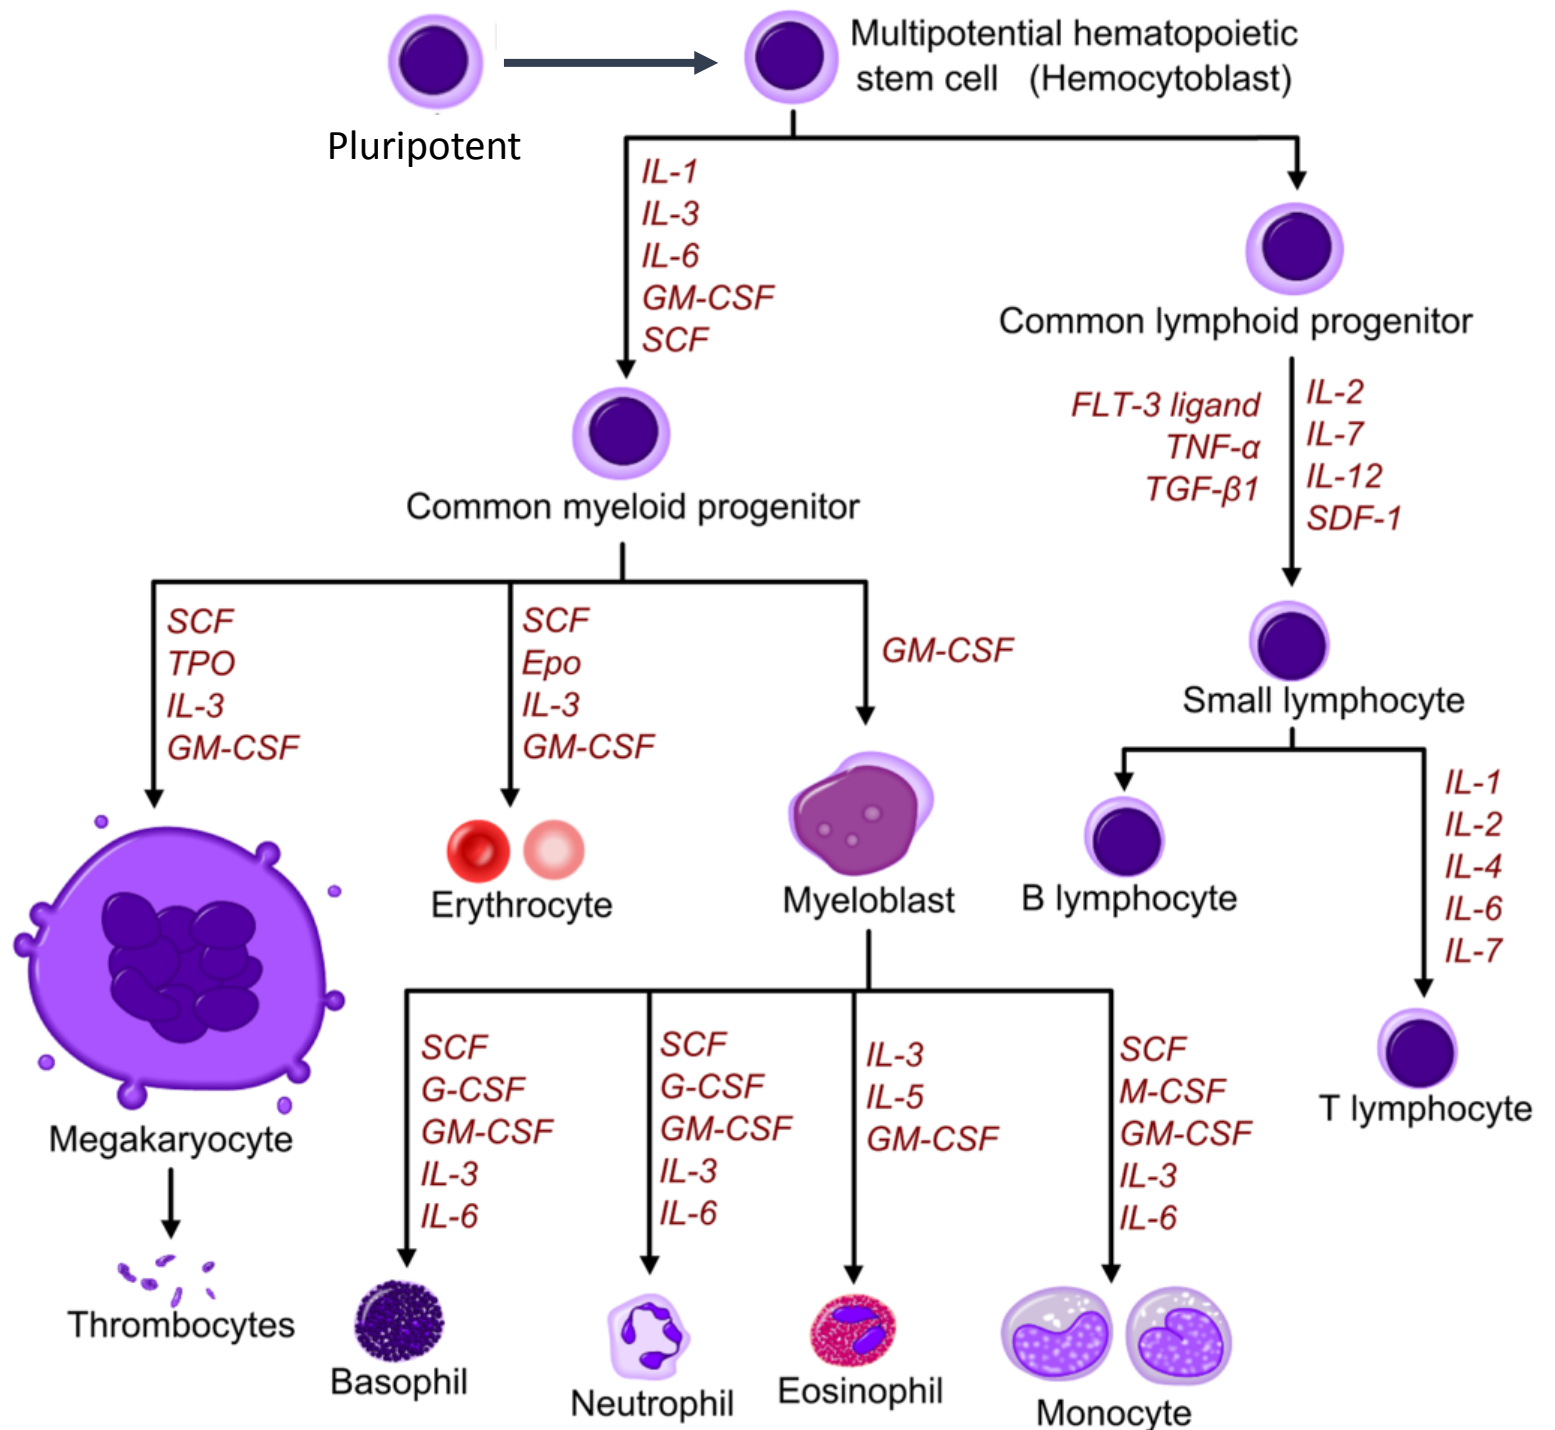 Multipotential hematopoietic
stem cell (Hemocytoblast)
Pluripotent
IL-1
IL-3
IL-6
GM-CSF
SCF
Common lymphoid progenitor
FLT-3 ligand
TNF-α
TGF-β1
IL-2
IL-7
IL-12
SDF-1
Common myeloid progenitor
SCF
TPO
IL-3
GM-CSF
SCF
Epo
IL-3
GM-CSF
GM-CSF
Small lymphocyte
IL-1
IL-2
IL-4
IL-6
IL-7
Erythrocyte
Myeloblast
B lymphocyte
T lymphocyte
Megakaryocyte
SCF
G-CSF
GM-CSF
IL-3
IL-6
SCF
G-CSF
GM-CSF
IL-3
IL-6
IL-3
IL-5
GM-CSF
SCF
M-CSF
GM-CSF
IL-3
IL-6
Thrombocytes
Basophil
Neutrophil
Eosinophil
Monocyte